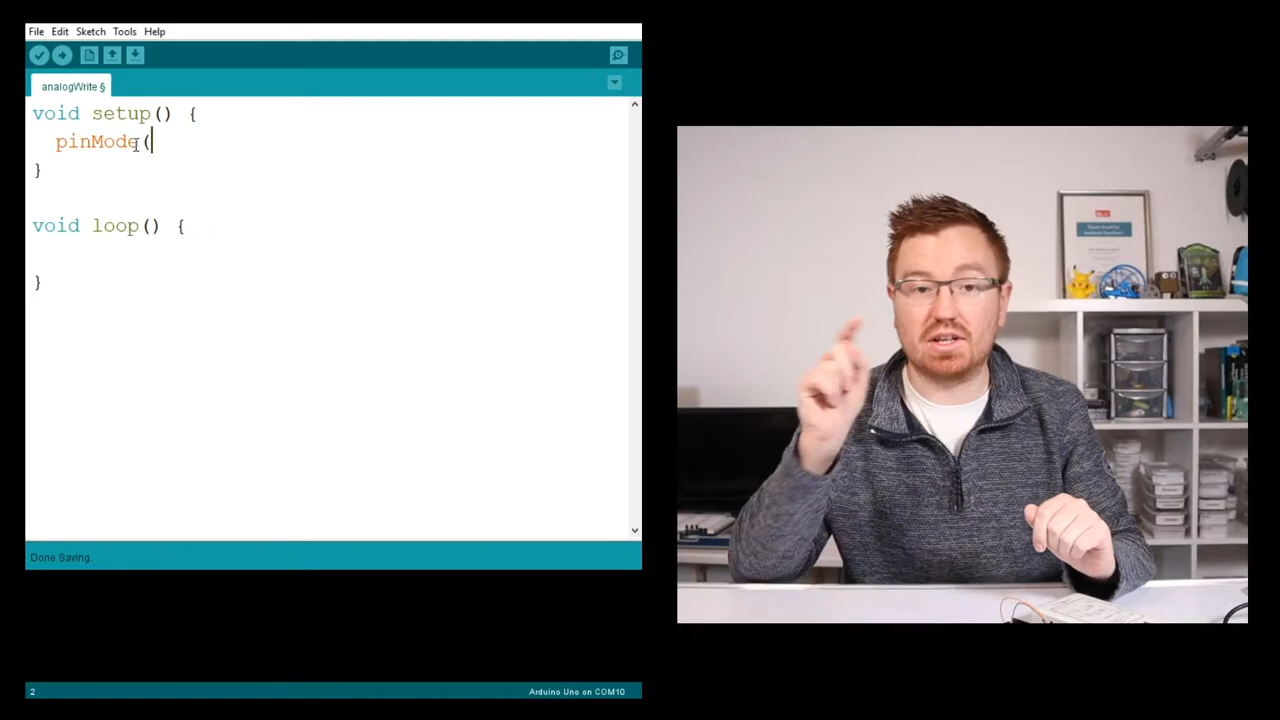 File Edit Sketch Tools Help
analogWrite §
void setup() {
pinMode(
}
void loop() {
}
Done Saving.
2
Arduino Uno on COM10